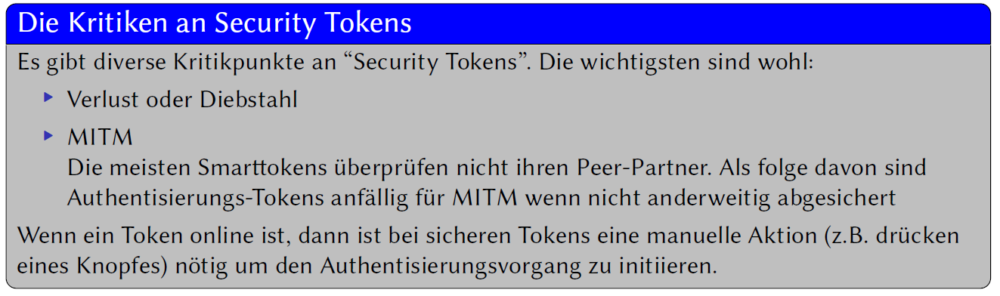 Die Kritiken an Security Tokens
Es gibt diverse Kritikpunkte an “Security Tokens”. Die wichtigsten sind wohl:
Verlust oder Diebstahl
MITM
Die meisten Smarttokens überprüfen nicht ihren Peer-Partner. Als folge davon sind
Authentisierungs-Tokens anfällig für MITM wenn nicht anderweitig abgesichert
Wenn ein Token online ist, dann ist bei sicheren Tokens eine manuelle Aktion (z.B. drücken
eines Knopfes) nötig um den Authentisierungsvorgang zu initiieren.